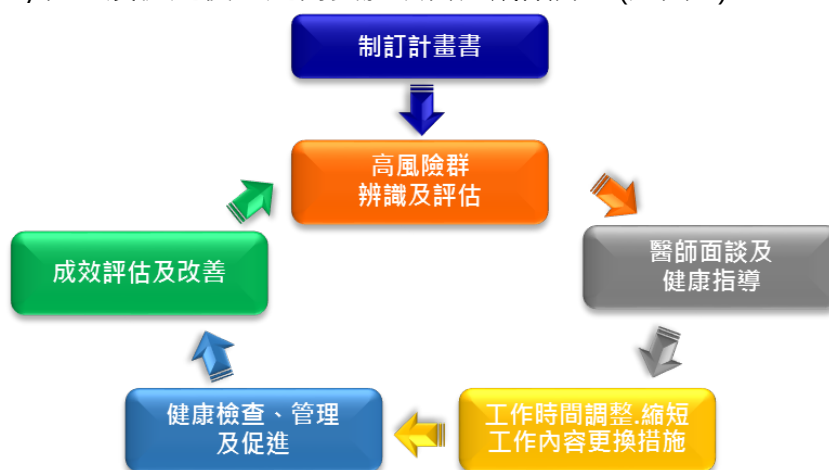 制訂計畫書
高風險群
辨識及評估
醫師面談及
健康指導
工作時間調整.縮短
工作內容更換措施
健康檢查、管理
及促進
成效評估及改善